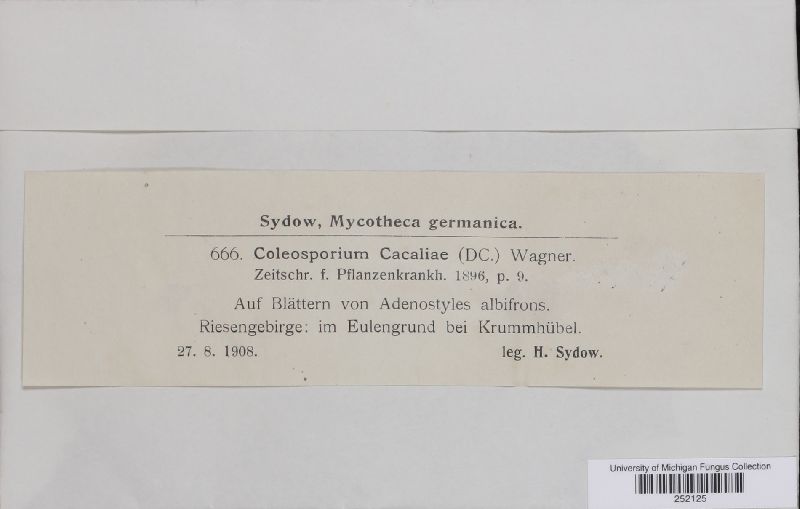 Sydow, Mycotheca germanica.
666. Coleosporium Cacaliae (DC.) Wagner.
Zeitschr. f. Pflanzenkrankh. 1896, p. 9.
Auf Blättern von Adenostyles albifrons.
Riesengebirge: im Eulengrund bei Krummhübel.
27. 8. 1908. leg. H. Sydow.
University of Michigan Fungus Collection
252125